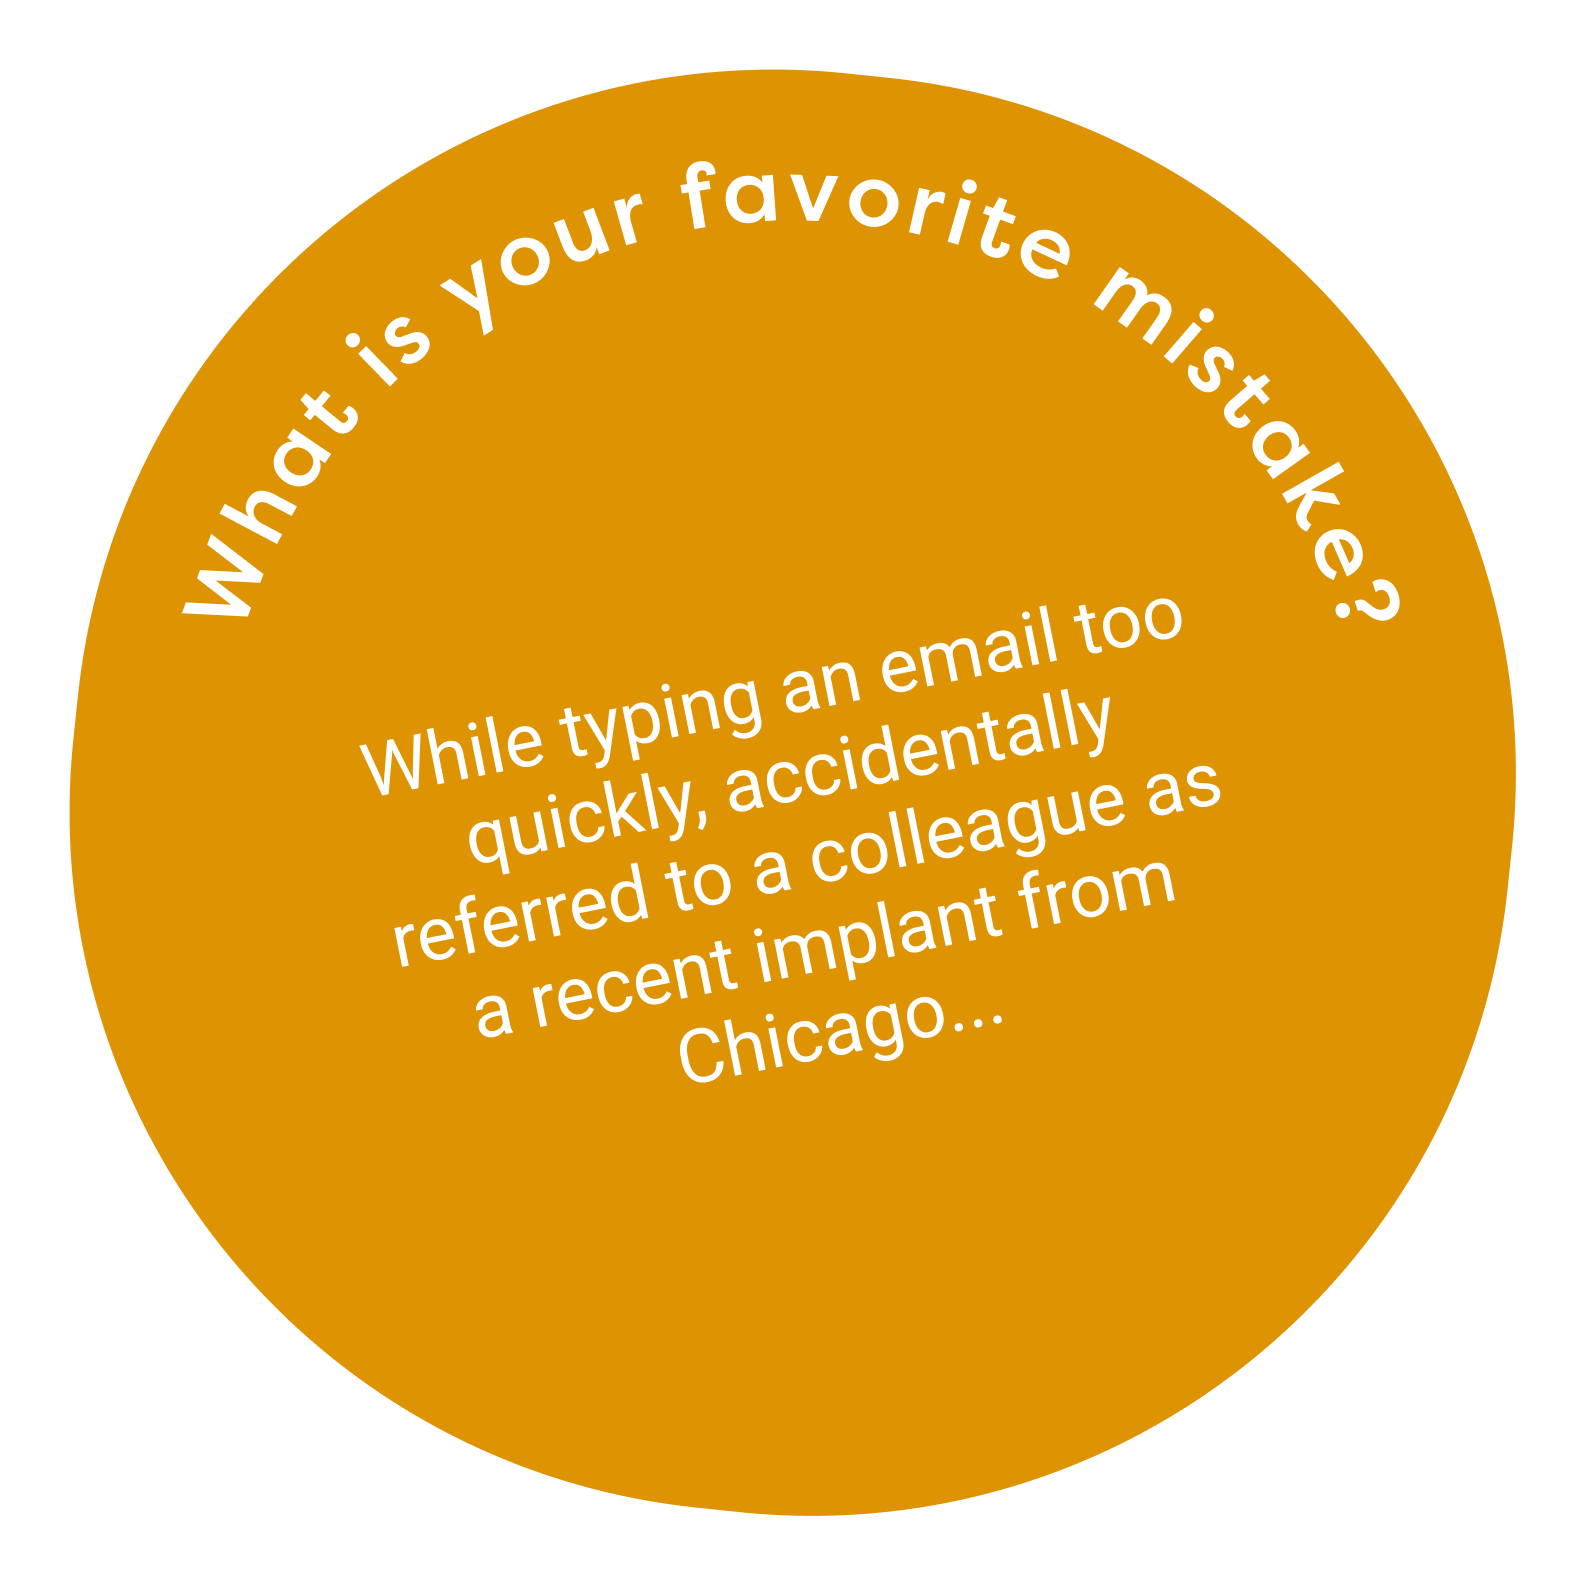 What is your favorite mistake?
While typing an email too
quickly, accidentally
referred to a colleague as
a recent implant from
Chicago...